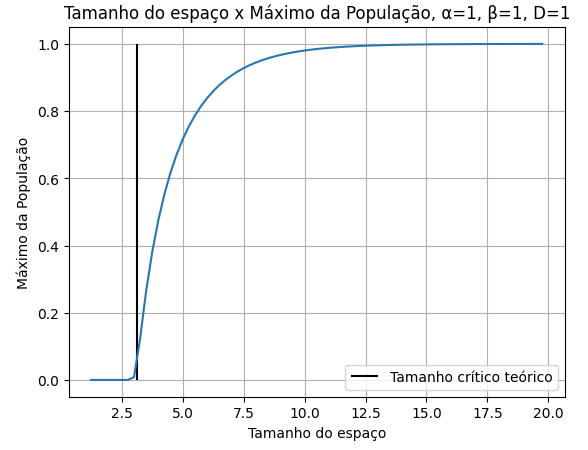 Tamanho do espaço x Máximo da População, α=1, β=1, D=1
Máximo da População
1.0
0.8
0.6
0.4
0.2
0.0
Tamanho crítico teórico
2.5 5.0 7.5 10.0 12.5 15.0 17.5 20.0
Tamanho do espaço